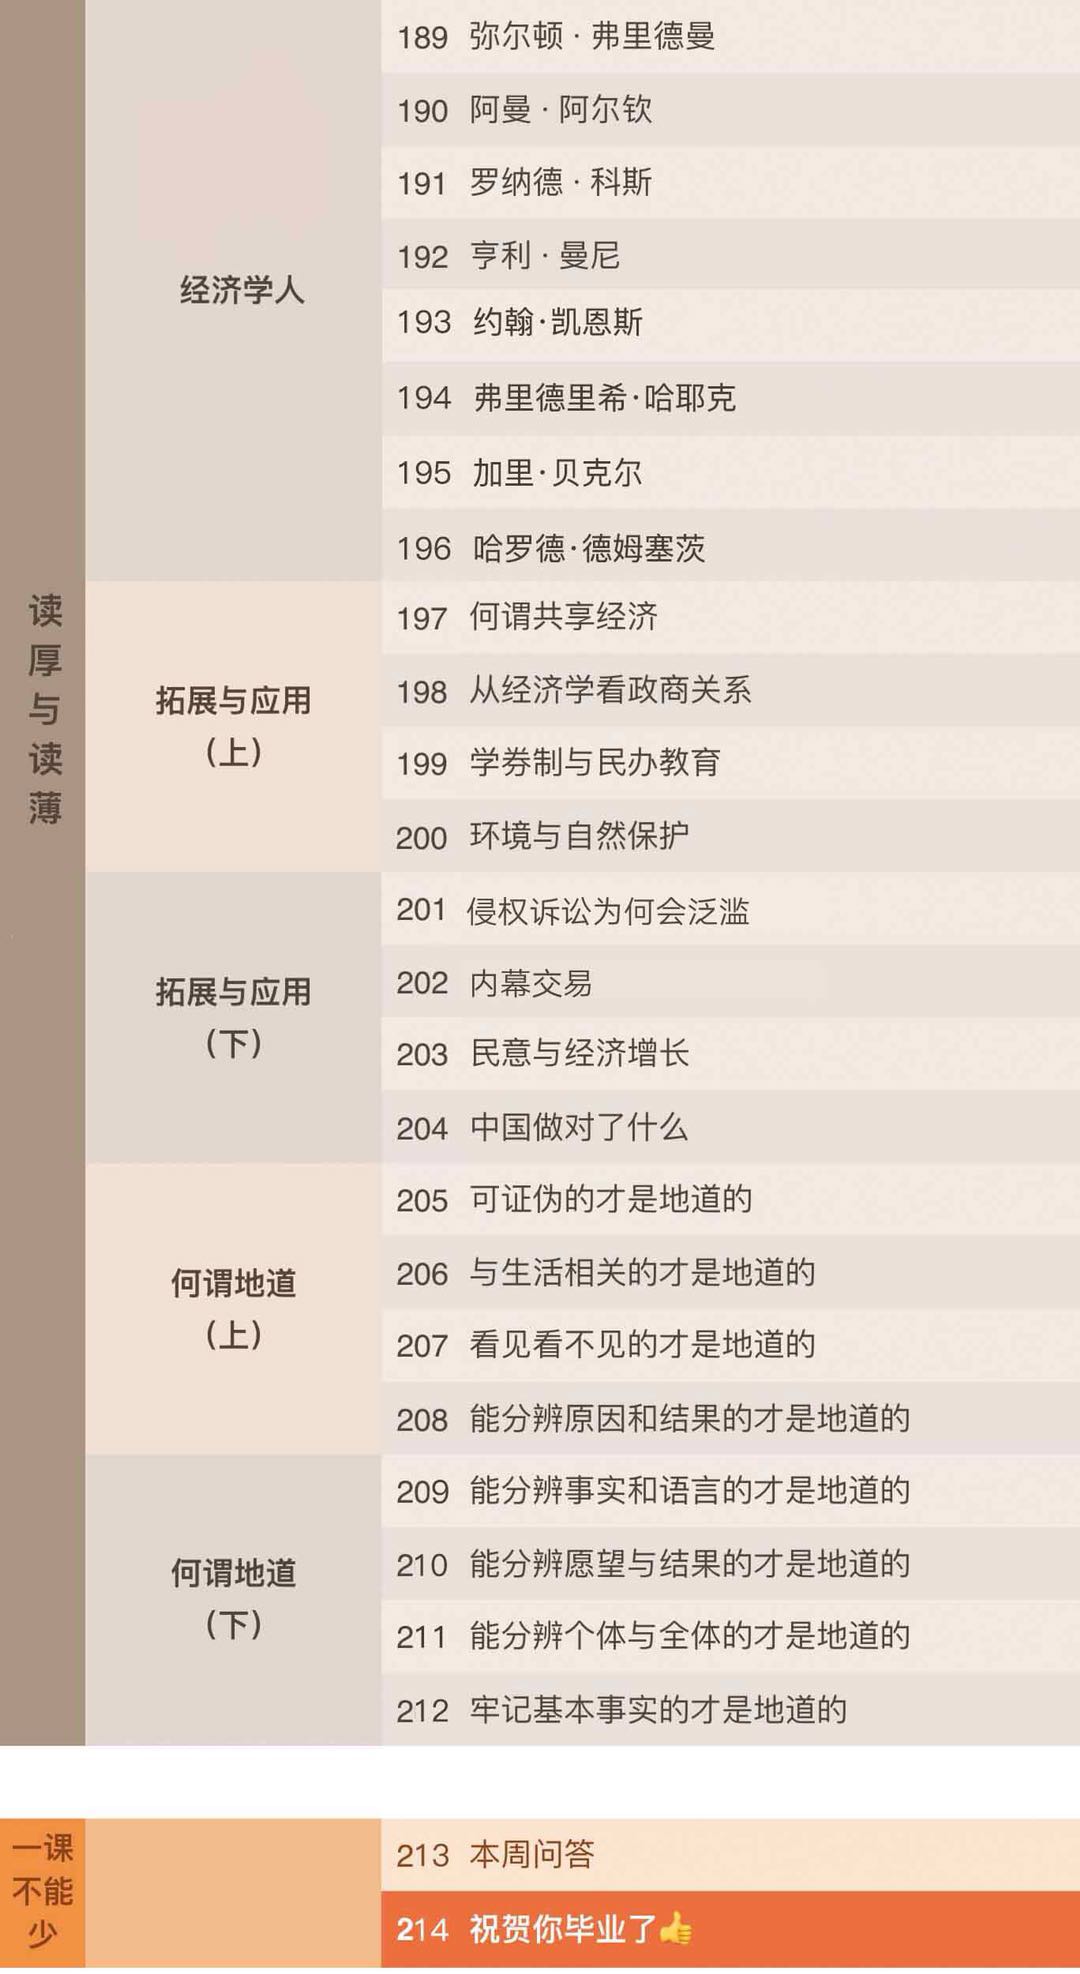 读厚与读薄
经济学人
189 弥尔顿 · 弗里德曼
190 阿曼 · 阿尔钦
191 罗纳德 · 科斯
192 亨利 · 曼尼
193 约翰·凯恩斯
194 弗里德里希·哈耶克
195 加里·贝克尔
196 哈罗德·德姆塞茨
拓展与应用
（上）
197 何谓共享经济
198 从经济学看政商关系
199 学券制与民办教育
200 环境与自然保护
拓展与应用
（下）
201 侵权诉讼为何会泛滥
202 内幕交易
203 民意与经济增长
204 中国做对了什么
何谓地道
（上）
205 可证伪的才是地道的
206 与生活相关的才是地道的
207 看见看不见的才是地道的
208 能分辨原因和结果的才是地道的
何谓地道
（下）
209 能分辨事实和语言的才是地道的
210 能分辨愿望与结果的才是地道的
211 能分辨个体与全体的才是地道的
212 牢记基本事实的才是地道的
一课
不能
少
213 本周问答
214 祝贺你毕业了👍